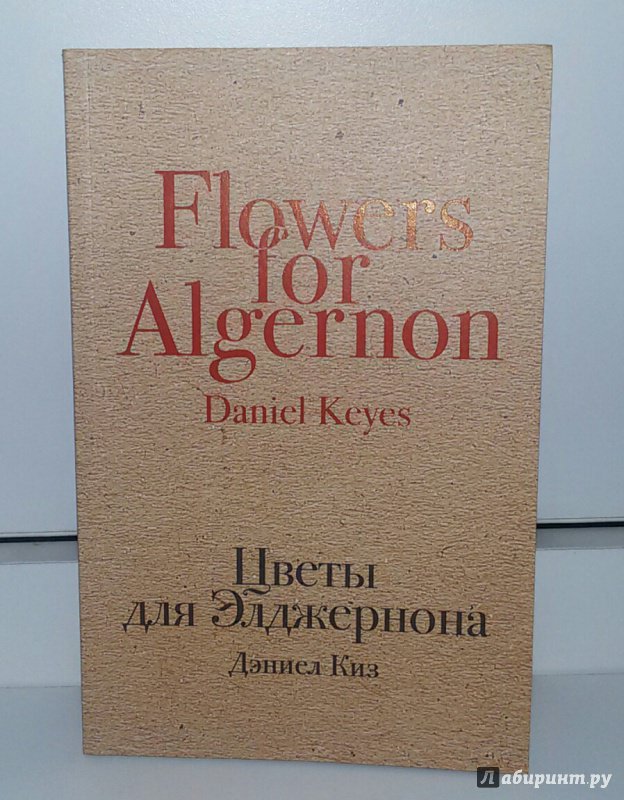 Flowers
for
Algernon
Daniel Keyes
Цветы
для Элджернона
Дэниел Киз
Лабиринт.ру